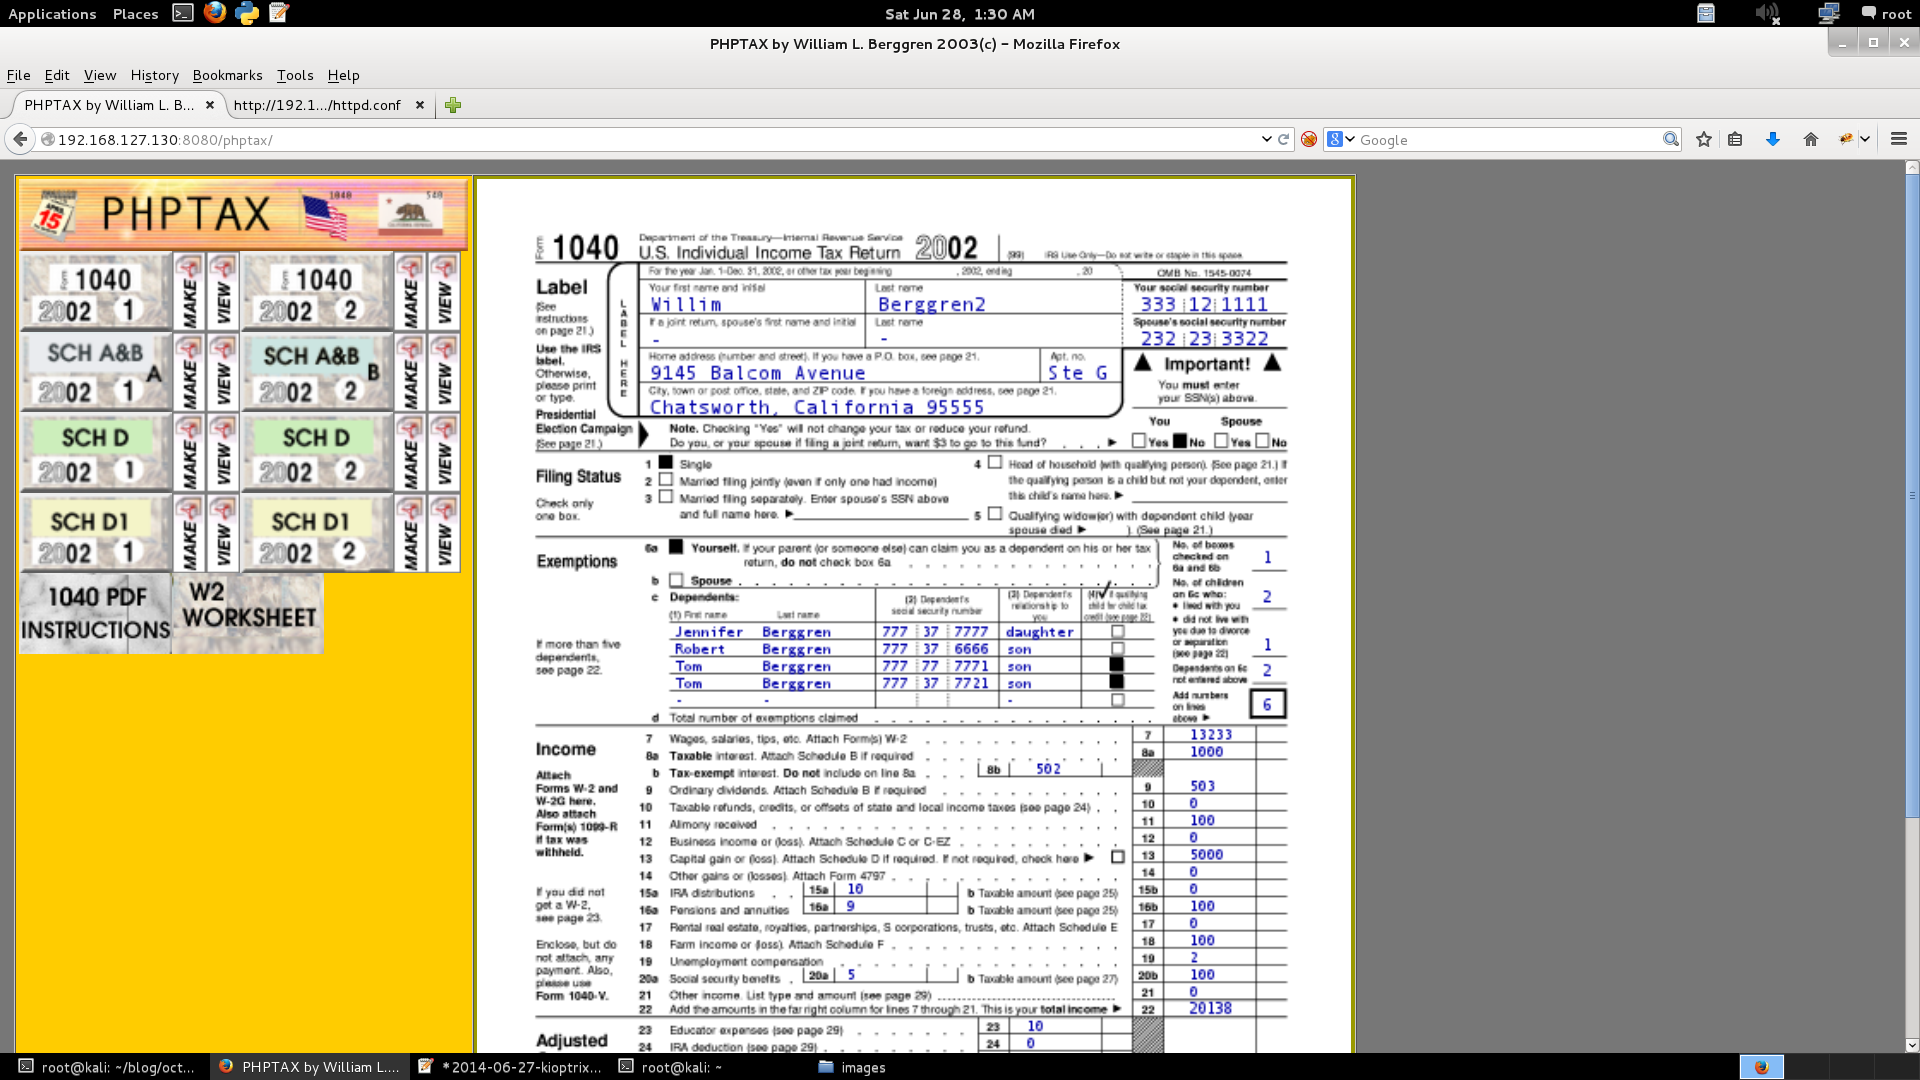 Applications Places
Sat Jun 28, 1:30 AM
root
PHPTAX by William L. Berggren 2003(c) - Mozilla Firefox
File Edit View History Bookmarks Tools Help
PHPTAX by William L. B...
http://192.1.../httpd.conf
192.168.127.130:8080/phptax/
Google
APRIL 15 PHPTAX 1040 540
Form 1040 2002 1 MAKE VIEW
Form 1040 2002 2 MAKE VIEW
SCH A&B A 2002 1 MAKE VIEW
SCH A&B B 2002 2 MAKE VIEW
SCH D 2002 1 MAKE VIEW
SCH D 2002 2 MAKE VIEW
SCH D1 2002 1 MAKE VIEW
SCH D1 2002 2 MAKE VIEW
1040 PDF INSTRUCTIONS
W2 WORKSHEET
Form 1040 Department of the Treasury—Internal Revenue Service
U.S. Individual Income Tax Return 2002 (99) IRS Use Only—Do not write or staple in this space.
For the year Jan. 1-Dec. 31, 2002, or other tax year beginning , 2002, ending , 20 OMB No. 1545-0074
Label
(See instructions on page 21.)
Use the IRS label.
Otherwise, please print or type.
LABEL HERE
Your first name and initial Last name Your social security number
Willim Berggren2 333 12 1111
If a joint return, spouse's first name and initial Last name Spouse's social security number
- - 232 23 3322
Home address (number and street). If you have a P.O. box, see page 21. Apt. no.
9145 Balcom Avenue Ste G
City, town or post office, state, and ZIP code. If you have a foreign address, see page 21.
Chatsworth, California 95555
Important!
You must enter your SSN(s) above.
Presidential Election Campaign
(See page 21.)
Note. Checking "Yes" will not change your tax or reduce your refund.
Do you, or your spouse if filing a joint return, want $3 to go to this fund?
You Spouse
Yes No Yes No
Filing Status
Check only one box.
1 Single
2 Married filing jointly (even if only one had income)
3 Married filing separately. Enter spouse's SSN above
and full name here.
4 Head of household (with qualifying person). (See page 21.) If
the qualifying person is a child but not your dependent, enter
this child's name here.
5 Qualifying widow(er) with dependent child (year
spouse died ). (See page 21.)
Exemptions
6a Yourself. If your parent (or someone else) can claim you as a dependent on his or her tax
return, do not check box 6a
b Spouse
c Dependents:
(1) First name Last name
(2) Dependent's social security number
(3) Dependent's relationship to you
(4) if qualifying child for child tax credit (see page 22)
Jennifer Berggren 777 37 7777 daughter
Robert Berggren 777 37 6666 son
Tom Berggren 777 77 7771 son
Tom Berggren 777 37 7721 son
- - -
If more than five dependents, see page 22.
d Total number of exemptions claimed
No. of boxes checked on 6a and 6b 1
No. of children on 6c who:
• lived with you 2
• did not live with you due to divorce or separation (see page 22) 1
Dependents on 6c not entered above 2
Add numbers on lines above 6
Income
Attach Forms W-2 and W-2G here. Also attach Form(s) 1099-R if tax was withheld.
If you did not get a W-2, see page 23.
Enclose, but do not attach, any payment. Also, please use Form 1040-V.
7 Wages, salaries, tips, etc. Attach Form(s) W-2 7 13233
8a Taxable interest. Attach Schedule B if required 8a 1000
b Tax-exempt interest. Do not include on line 8a 8b 502
9 Ordinary dividends. Attach Schedule B if required 9 503
10 Taxable refunds, credits, or offsets of state and local income taxes (see page 24) 10 0
11 Alimony received 11 100
12 Business income or (loss). Attach Schedule C or C-EZ 12 0
13 Capital gain or (loss). Attach Schedule D if required. If not required, check here 13 5000
14 Other gains or (losses). Attach Form 4797 14 0
15a IRA distributions 15a 10 b Taxable amount (see page 25) 15b 0
16a Pensions and annuities 16a 9 b Taxable amount (see page 25) 16b 100
17 Rental real estate, royalties, partnerships, S corporations, trusts, etc. Attach Schedule E 17 0
18 Farm income or (loss). Attach Schedule F 18 100
19 Unemployment compensation 19 2
20a Social security benefits 20a 5 b Taxable amount (see page 27) 20b 100
21 Other income. List type and amount (see page 29) 21 0
22 Add the amounts in the far right column for lines 7 through 21. This is your total income 22 20138
Adjusted
23 Educator expenses (see page 29) 23 10
24 IRA deduction (see page 29) 24 0
root@kali: ~/blog/oct...
PHPTAX by William L....
*2014-06-27-kioptrix...
root@kali: ~
images